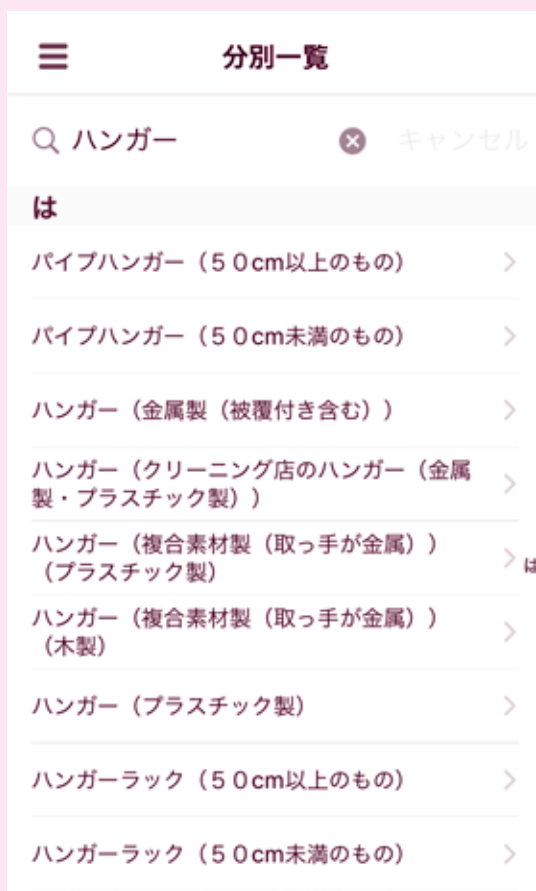 分別一覧
ハンガー
キャンセル
は
パイプハンガー（５０cm以上のもの）
パイプハンガー（５０cm未満のもの）
ハンガー（金属製（被覆付き含む））
ハンガー（クリーニング店のハンガー（金属
製・プラスチック製））
ハンガー（複合素材製（取っ手が金属））
（プラスチック製）
は
ハンガー（複合素材製（取っ手が金属））
（木製）
ハンガー（プラスチック製）
ハンガーラック（５０cm以上のもの）
ハンガーラック（５０cm未満のもの）